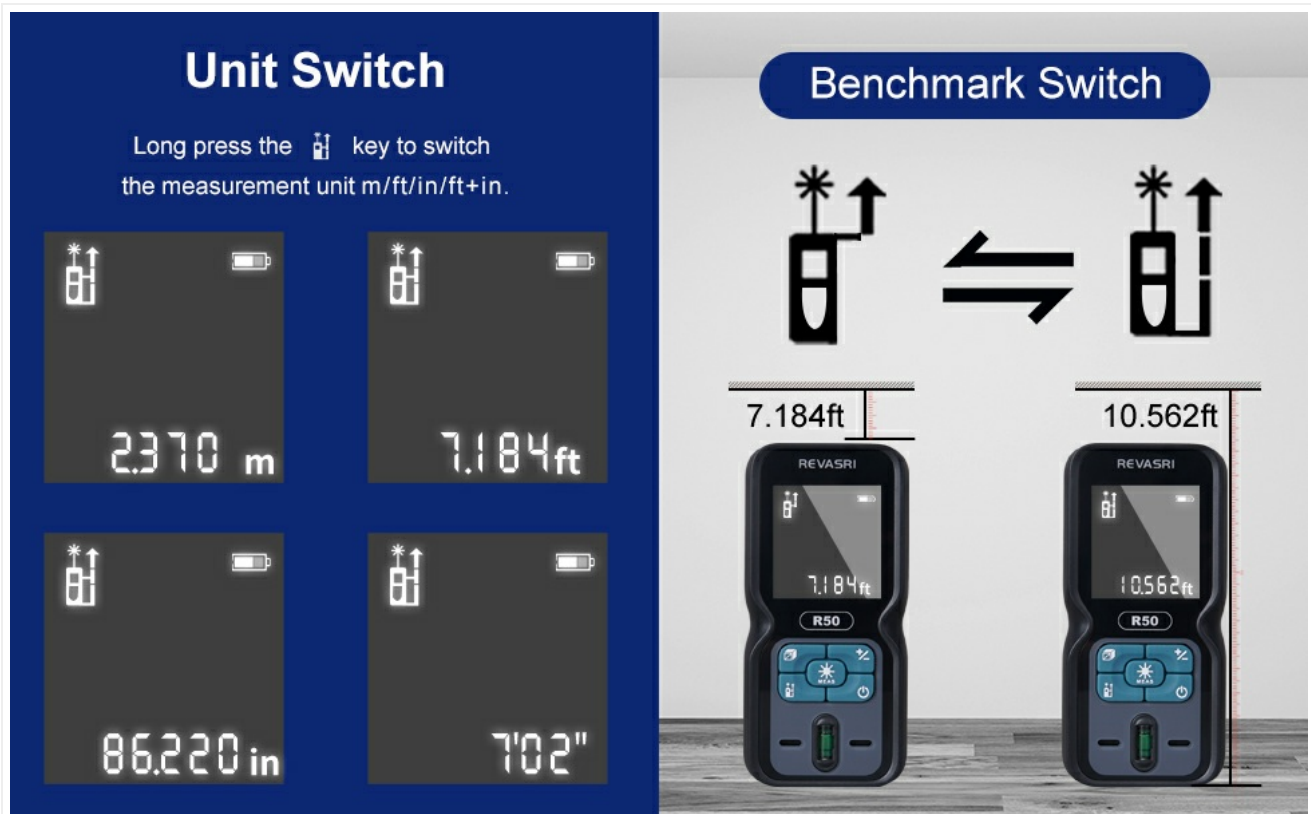 Unit Switch
Long press the key to switch
the measurement unit m/ft/in/ft+in.
2.370 m
7.184ft
86.220 in
7'02"
Benchmark Switch
7.184ft
10.562ft
REVASRI
7.184ft
R50
+/-
MEAS
REVASRI
10.562ft
R50
+/-
MEAS